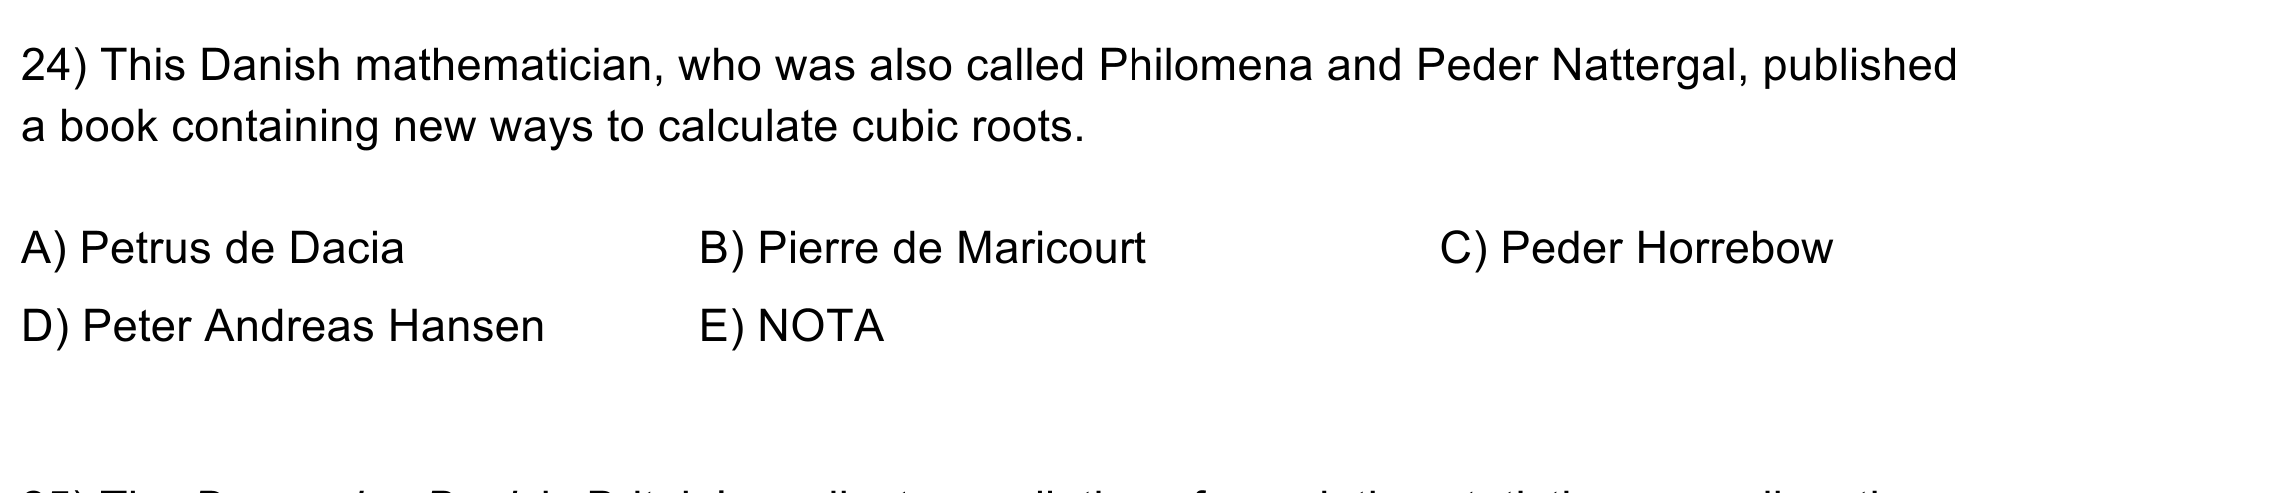 24) This Danish mathematician, who was also called Philomena and Peder Nattergal, published
a book containing new ways to calculate cubic roots.
A) Petrus de Dacia B) Pierre de Maricourt C) Peder Horrebow
D) Peter Andreas Hansen E) NOTA